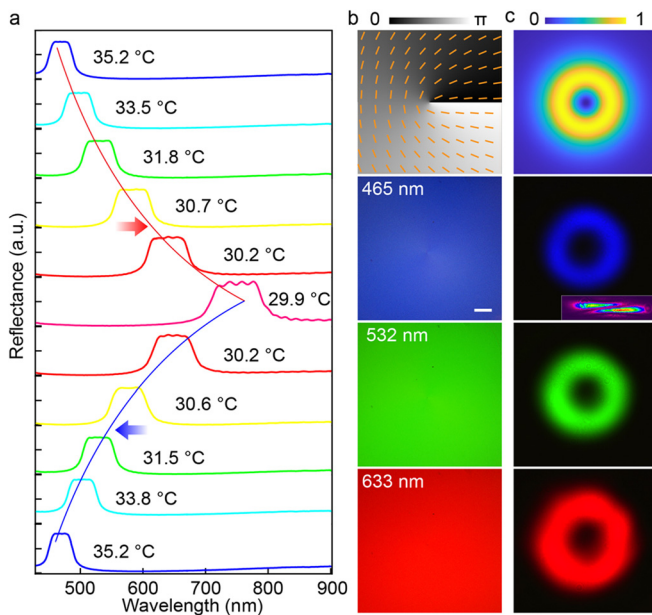 a
b
c
0
π
0
1
35.2 °C
33.5 °C
31.8 °C
30.7 °C
30.2 °C
29.9 °C
30.2 °C
30.6 °C
31.5 °C
33.8 °C
35.2 °C
Reflectance (a.u.)
500
600
700
800
900
Wavelength (nm)
465 nm
532 nm
633 nm